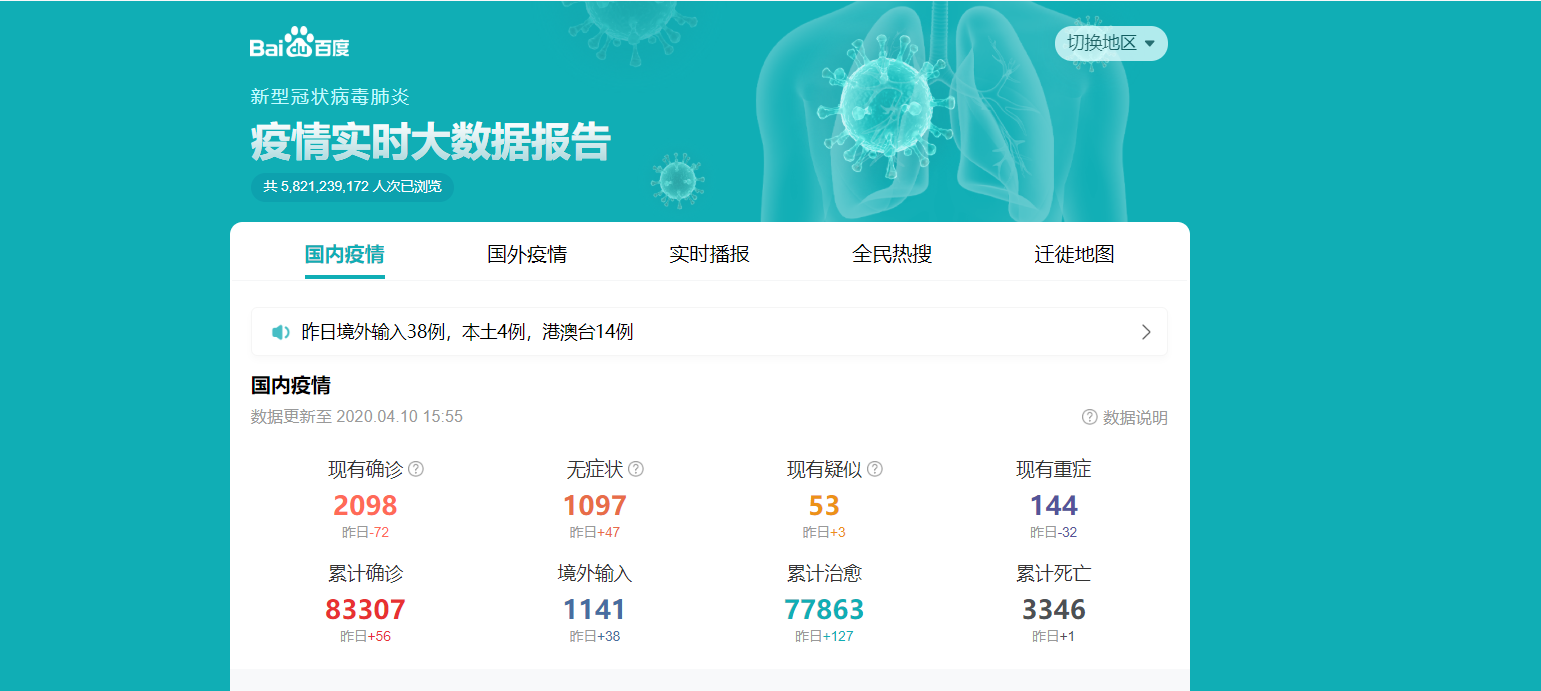 Bai du 百度
切换地区
新型冠状病毒肺炎
疫情实时大数据报告
共 5,821,239,172 人次已浏览
国内疫情 国外疫情 实时播报 全民热搜 迁徙地图
昨日境外输入38例，本土4例，港澳台14例
国内疫情
数据更新至 2020.04.10 15:55 ? 数据说明
现有确诊 ? 无症状 ? 现有疑似 ? 现有重症
2098 1097 53 144
昨日-72 昨日+47 昨日+3 昨日-32
累计确诊 境外输入 累计治愈 累计死亡
83307 1141 77863 3346
昨日+56 昨日+38 昨日+127 昨日+1